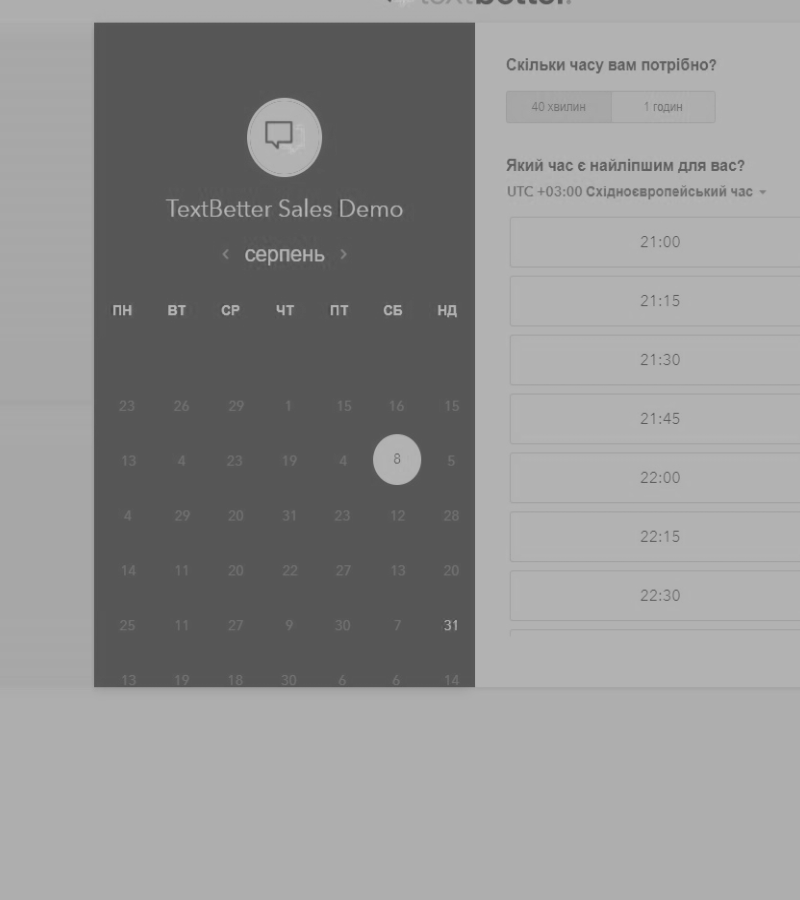 textbetter.
TextBetter Sales Demo
серпень
ПН ВТ СР ЧТ ПТ СБ НД
23 26 29 1 15 16 15
13 4 23 19 4 8 5
4 29 20 31 23 12 28
14 11 20 22 27 13 20
25 11 27 9 30 7 31
13 19 18 30 6 6 14
Скільки часу вам потрібно?
40 хвилин 1 годин
Який час є найліпшим для вас?
UTC +03:00 Східноєвропейський час
21:00
21:15
21:30
21:45
22:00
22:15
22:30